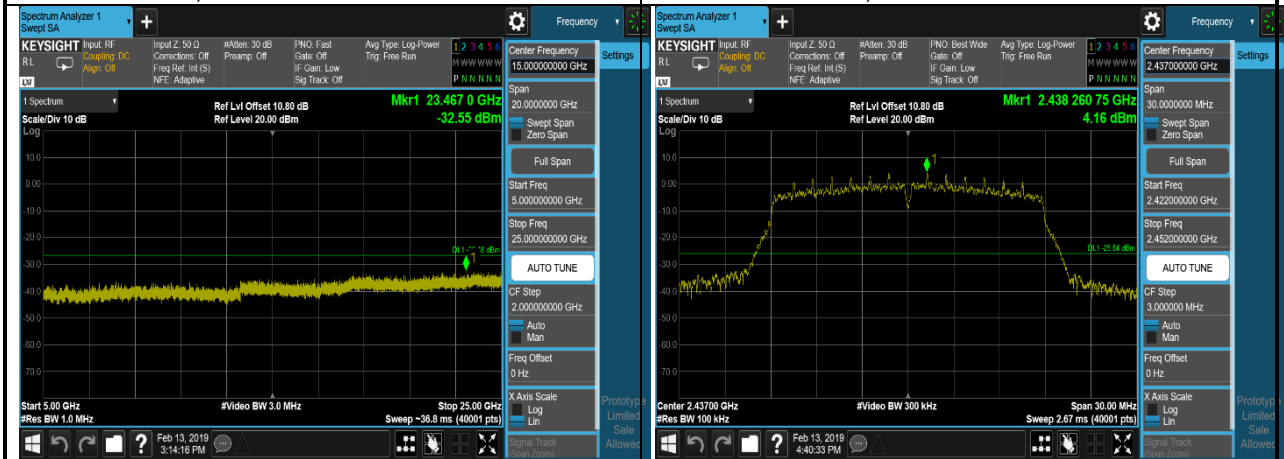 Spectrum Analyzer 1
Swept SA
+
Frequency
KEYSIGHT
RL
LXI
Input: RF
Coupling: DC
Align: Off
Input Z: 50 Ω
Corrections: Off
Freq Ref: Int (S)
NFE: Adaptive
#Atten: 30 dB
Preamp: Off
PNO: Fast
Gate: Off
IF Gain: Low
Sig Track: Off
Avg Type: Log-Power
Trig: Free Run
1 2 3 4 5 6
M W W W W W
P N N N N N
Center Frequency
15.000000000 GHz
Settings
1 Spectrum
Scale/Div 10 dB
Log
Ref Lvl Offset 10.80 dB
Ref Level 20.00 dBm
Mkr1 23.467 0 GHz
-32.55 dBm
10.0
0.00
-10.0
-20.0
-30.0
-40.0
-50.0
-60.0
-70.0
1
Span
20.0000000 GHz
Swept Span
Zero Span
Full Span
Start Freq
5.000000000 GHz
Stop Freq
25.000000000 GHz
AUTO TUNE
CF Step
2.000000000 GHz
Auto
Man
Freq Offset
0 Hz
X Axis Scale
Log
Lin
Signal Track
(Span Zoom)
Start 5.00 GHz
#Res BW 1.0 MHz
#Video BW 3.0 MHz
Stop 25.00 GHz
Sweep ~36.8 ms (40001 pts)
?
Feb 13, 2019
3:14:16 PM
Prototype
Limited
Sale
Allowed
Spectrum Analyzer 1
Swept SA
+
Frequency
KEYSIGHT
RL
LXI
Input: RF
Coupling: DC
Align: Off
Input Z: 50 Ω
Corrections: Off
Freq Ref: Int (S)
NFE: Adaptive
#Atten: 30 dB
Preamp: Off
PNO: Best Wide
Gate: Off
IF Gain: Low
Sig Track: Off
Avg Type: Log-Power
Trig: Free Run
1 2 3 4 5 6
M W W W W W
P N N N N N
Center Frequency
2.437000000 GHz
Settings
1 Spectrum
Scale/Div 10 dB
Log
Ref Lvl Offset 10.80 dB
Ref Level 20.00 dBm
Mkr1 2.438 260 75 GHz
4.16 dBm
10.0
0.00
-10.0
-20.0
-30.0
-40.0
-50.0
-60.0
-70.0
1
DL1 -25.84 dBm
Span
30.0000000 MHz
Swept Span
Zero Span
Full Span
Start Freq
2.422000000 GHz
Stop Freq
2.452000000 GHz
AUTO TUNE
CF Step
3.000000 MHz
Auto
Man
Freq Offset
0 Hz
X Axis Scale
Log
Lin
Signal Track
(Span Zoom)
Center 2.43700 GHz
#Res BW 100 kHz
#Video BW 300 kHz
Span 30.00 MHz
Sweep 2.67 ms (40001 pts)
?
Feb 13, 2019
4:40:33 PM
Prototype
Limited
Sale
Allowed